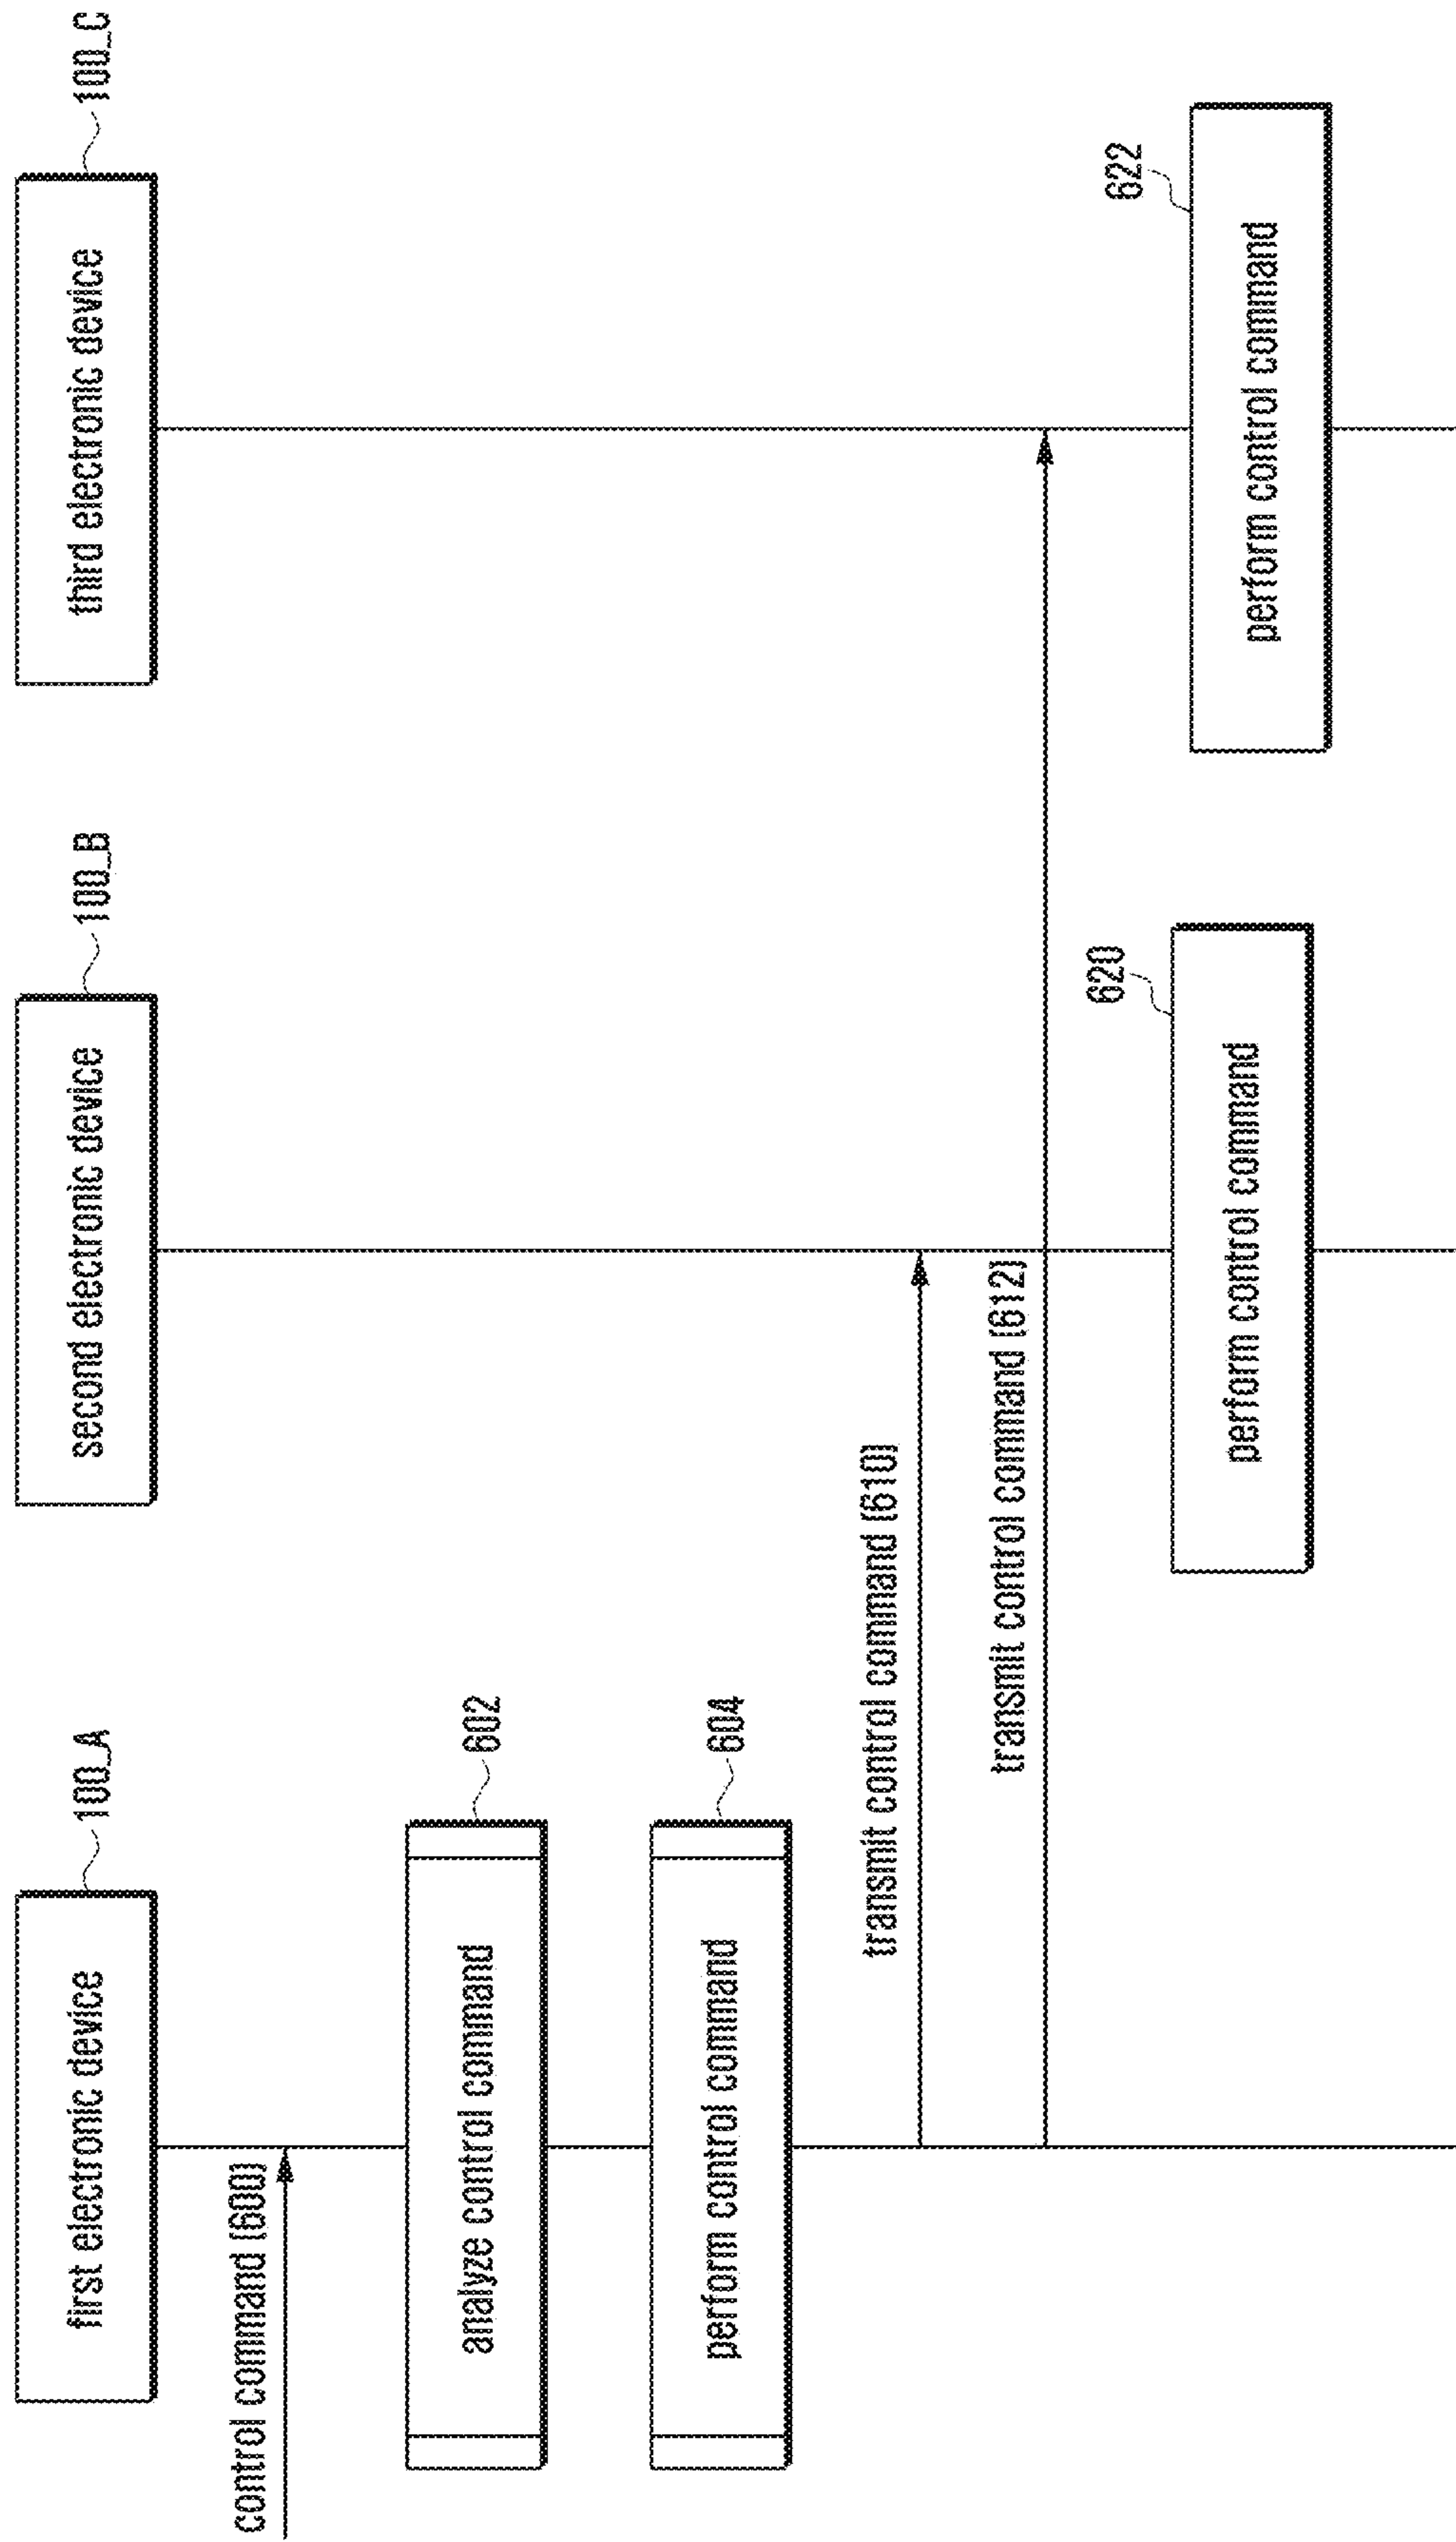 first electronic device
100_A
second electronic device
100_B
third electronic device
100_C
control command [600]
analyze control command
602
perform control command
604
transmit control command [610]
transmit control command [612]
perform control command
620
perform control command
622